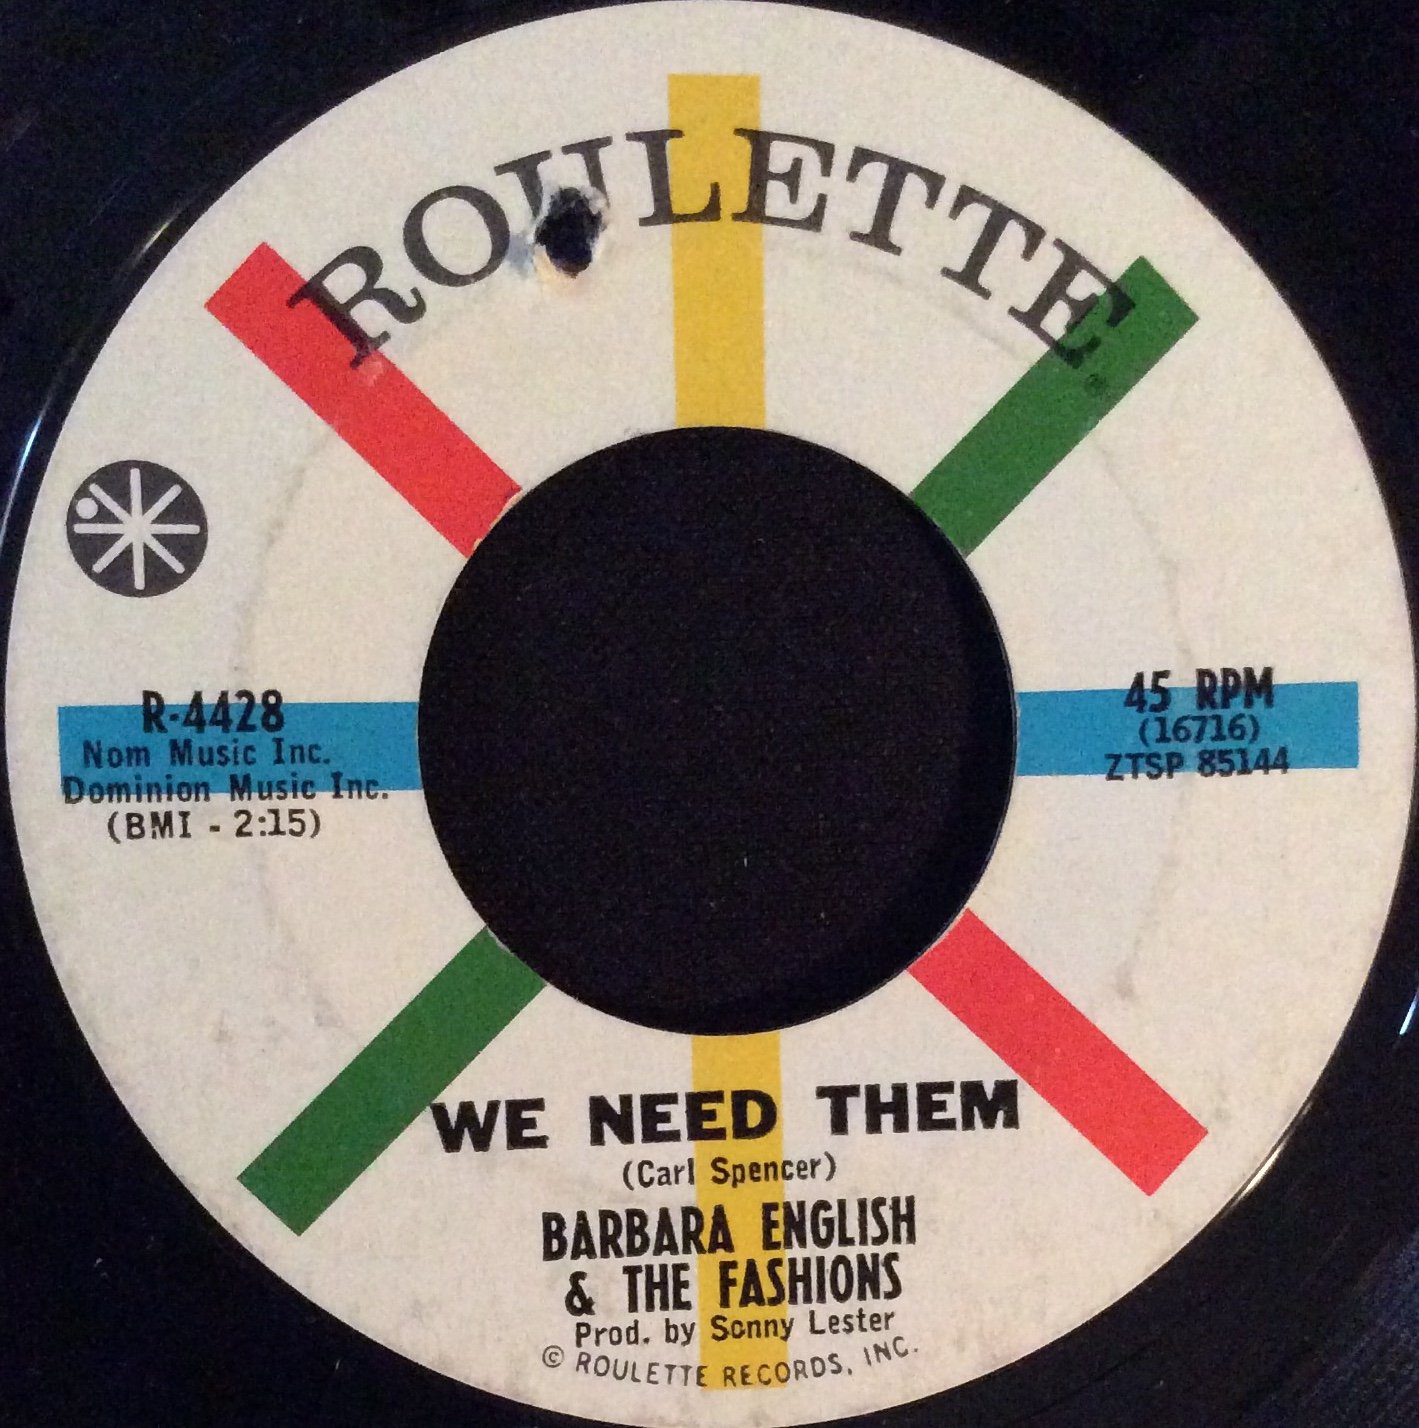 ROULETTE®
R-4428
Nom Music Inc.
Dominion Music Inc.
(BMI - 2:15)
45 RPM
(16716)
ZTSP 85144
WE NEED THEM
(Carl Spencer)
BARBARA ENGLISH
& THE FASHIONS
Prod. by Sonny Lester
© ROULETTE RECORDS, INC.